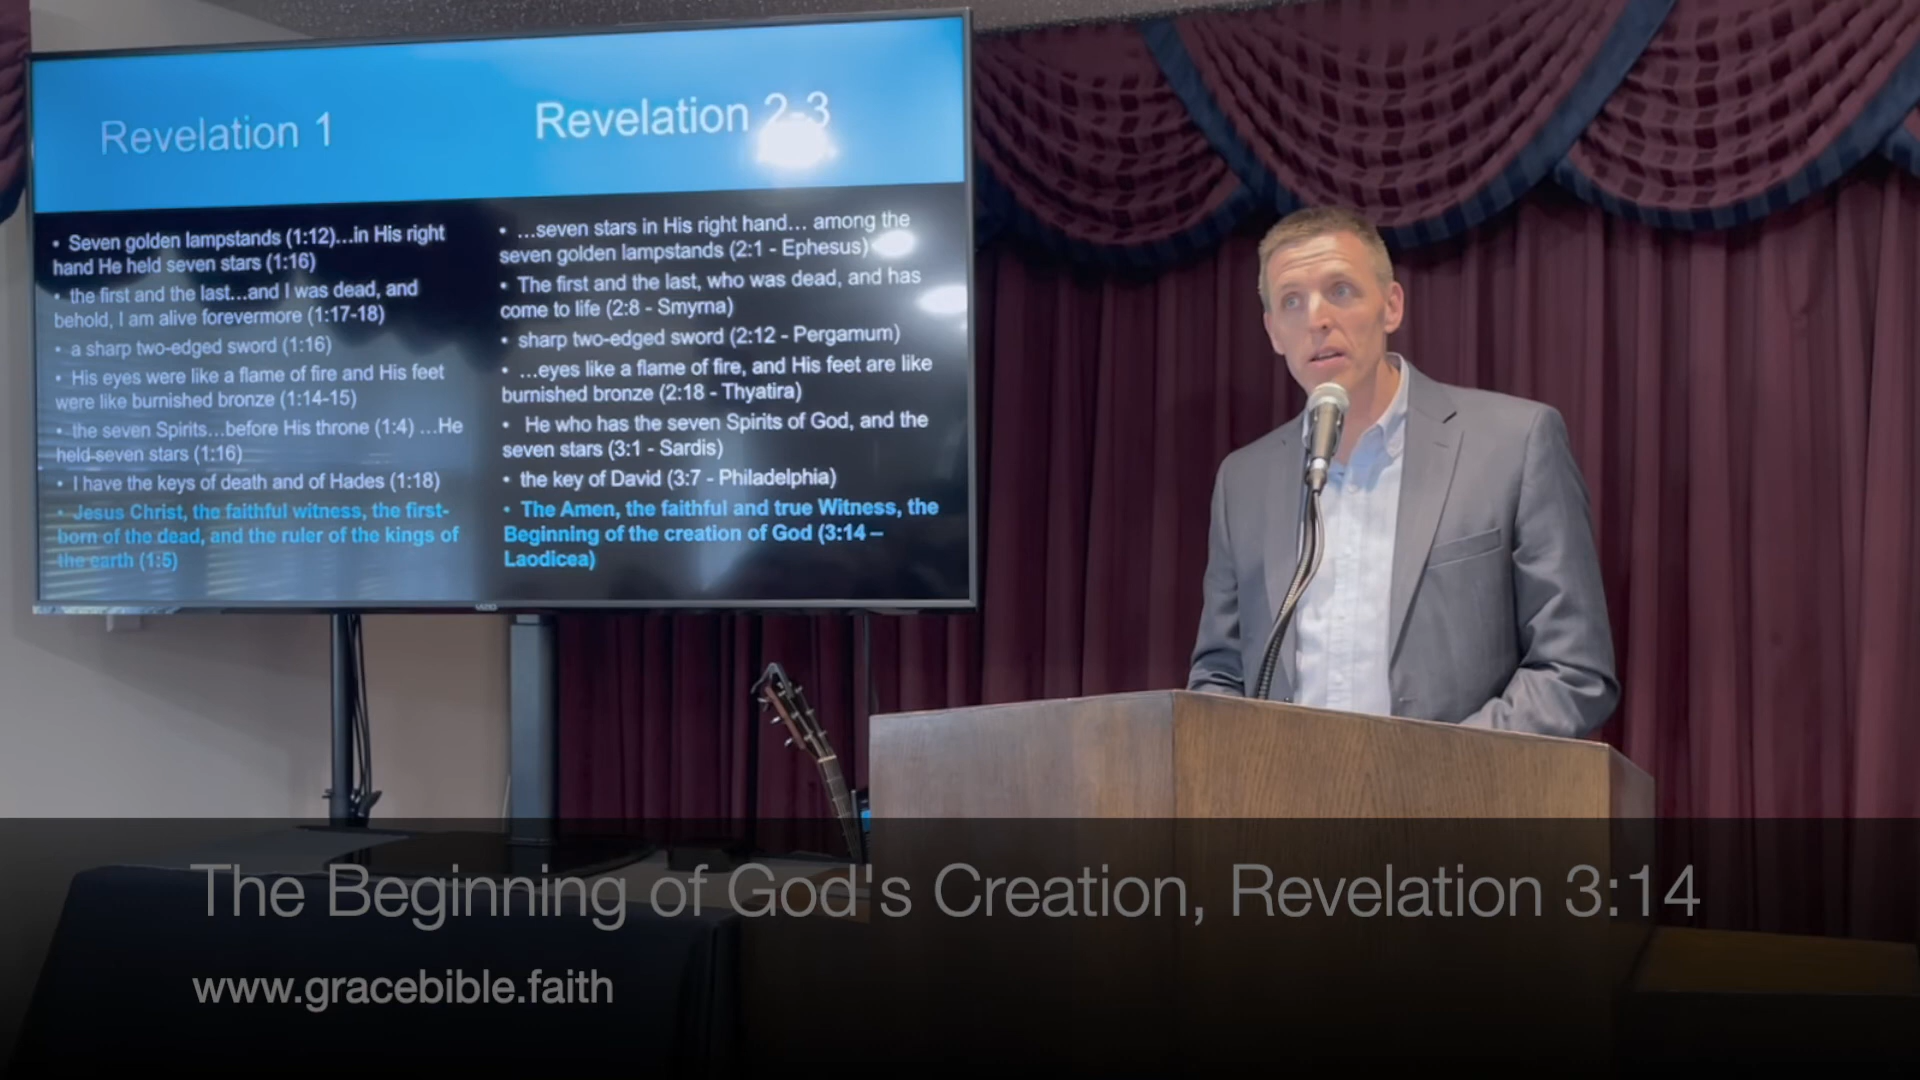 Revelation 1
• Seven golden lampstands (1:12)...in His right
hand He held seven stars (1:16)
• the first and the last...and I was dead, and
behold, I am alive forevermore (1:17-18)
• a sharp two-edged sword (1:16)
• His eyes were like a flame of fire and His feet
were like burnished bronze (1:14-15)
• the seven Spirits...before His throne (1:4) ...He
held seven stars (1:16)
• I have the keys of death and of Hades (1:18)
• Jesus Christ, the faithful witness, the first-
born of the dead, and the ruler of the kings of
the earth (1:5)
Revelation 2-3
• ...seven stars in His right hand... among the
seven golden lampstands (2:1 - Ephesus)
• The first and the last, who was dead, and has
come to life (2:8 - Smyrna)
• sharp two-edged sword (2:12 - Pergamum)
• ...eyes like a flame of fire, and His feet are like
burnished bronze (2:18 - Thyatira)
• He who has the seven Spirits of God, and the
seven stars (3:1 - Sardis)
• the key of David (3:7 - Philadelphia)
• The Amen, the faithful and true Witness, the
Beginning of the creation of God (3:14 –
Laodicea)
VIZIO
The Beginning of God's Creation, Revelation 3:14
www.gracebible.faith